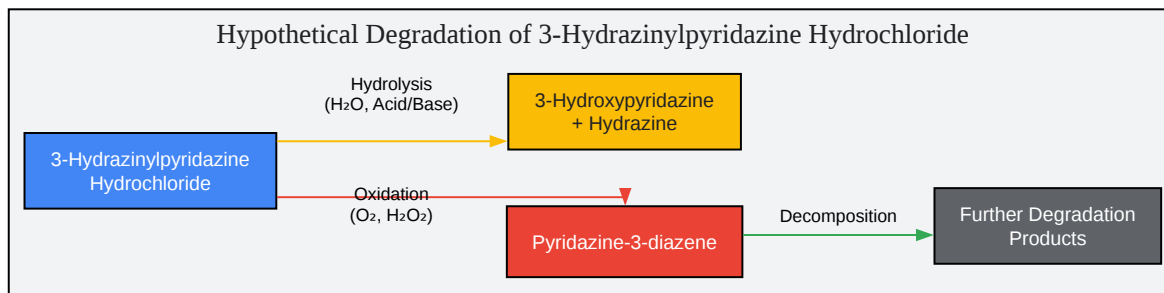 Hypothetical Degradation of 3-Hydrazinylpyridazine Hydrochloride
Hydrolysis
(H₂O, Acid/Base)
3-Hydroxypyridazine
+ Hydrazine
3-Hydrazinylpyridazine
Hydrochloride
Oxidation
(O₂, H₂O₂)
Pyridazine-3-diazene
Decomposition
Further Degradation
Products